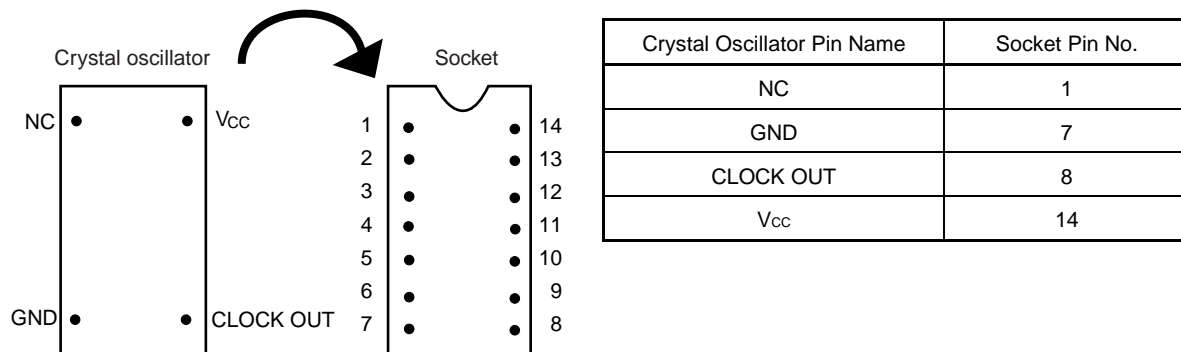 Crystal oscillator
NC
Vcc
GND
CLOCK OUT
Socket
1
2
3
4
5
6
7
14
13
12
11
10
9
8
Crystal Oscillator Pin Name Socket Pin No.
NC 1
GND 7
CLOCK OUT 8
Vcc 14